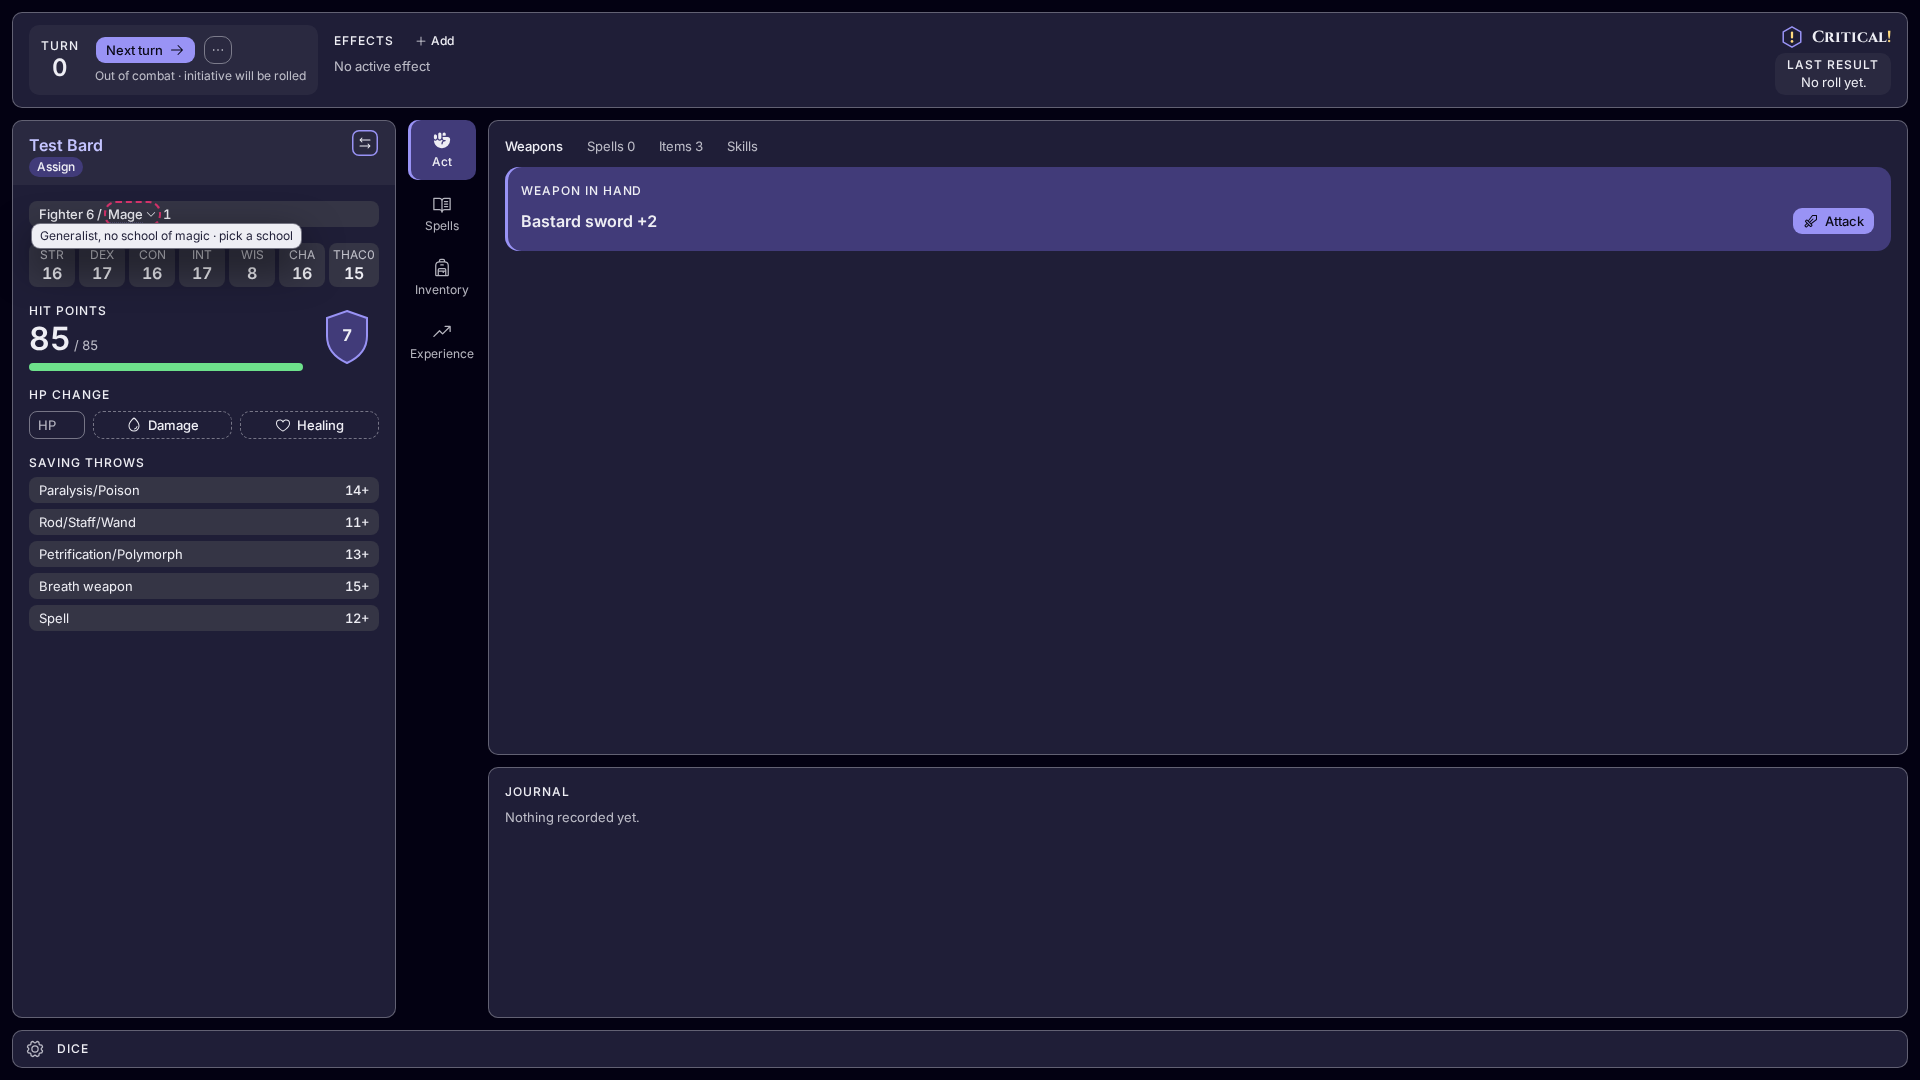 TURN
0
Next turn
Out of combat · initiative will be rolled
EFFECTS
Add
No active effect
CRITICAL!
LAST RESULT
No roll yet.
Test Bard
Assign
Fighter 6 / Mage 1
Generalist, no school of magic · pick a school
STR DEX CON INT WIS CHA THAC0
16 17 16 17 8 16 15
HIT POINTS
85 / 85
7
HP CHANGE
HP Damage Healing
SAVING THROWS
Paralysis/Poison 14+
Rod/Staff/Wand 11+
Petrification/Polymorph 13+
Breath weapon 15+
Spell 12+
Act
Spells
Inventory
Experience
Weapons Spells 0 Items 3 Skills
WEAPON IN HAND
Bastard sword +2
Attack
JOURNAL
Nothing recorded yet.
DICE